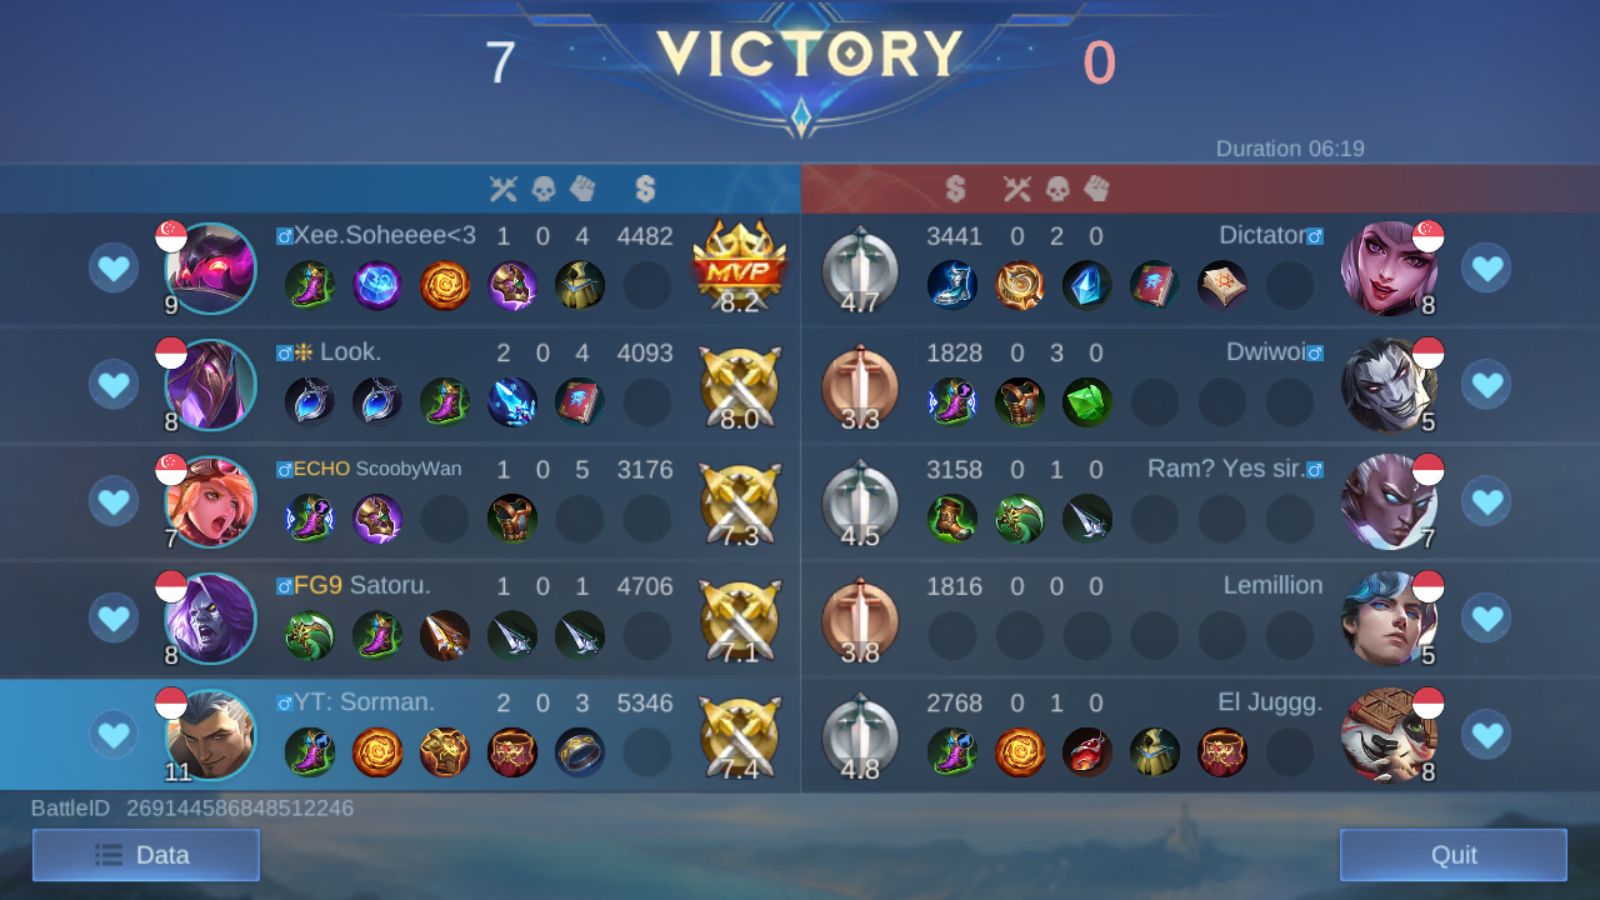 7 VICTORY 0
Duration 06:19
Xee.Soheeee<3 1 0 4 4482 MVP 8.2 9
4.7 3441 0 2 0 Dictator 8
Look. 2 0 4 4093 8.0 8
3.3 1828 0 3 0 Dwiwoi 5
ECHO ScoobyWan 1 0 5 3176 7.3 7
4.5 3158 0 1 0 Ram? Yes sir. 7
FG9 Satoru. 1 0 1 4706 7.1 8
3.8 1816 0 0 0 Lemillion 5
YT: Sorman. 2 0 3 5346 7.4 11
4.8 2768 0 1 0 El Juggg. 8
BattleID 269144586848512246
Data
Quit